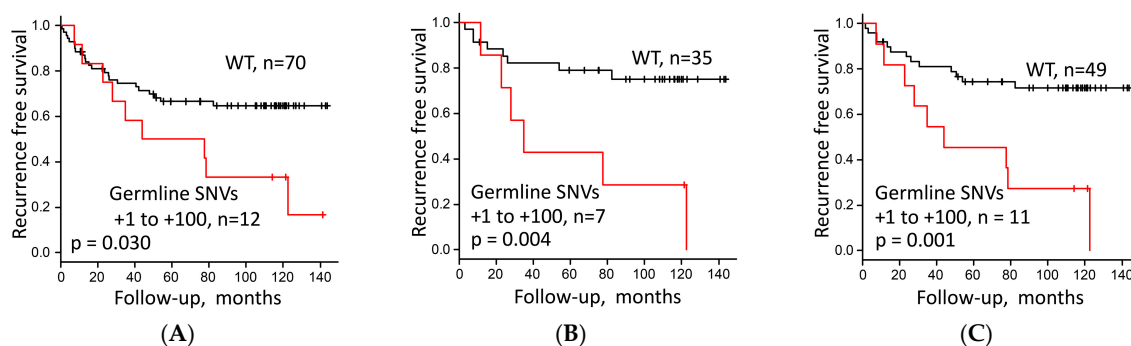 Recurrence free survival
1.0
0.8
0.6
0.4
0.2
0.0
WT, n=70
Germline SNVs
+1 to +100, n=12
p = 0.030
0 20 40 60 80 100 120 140
Follow-up, months
(A)
Recurrence free survival
1.0
0.8
0.6
0.4
0.2
0.0
WT, n=35
Germline SNVs
+1 to +100, n=7
p = 0.004
0 20 40 60 80 100 120 140
Follow-up, months
(B)
Recurrence free survival
1.0
0.8
0.6
0.4
0.2
0.0
WT, n=49
Germline SNVs
+1 to +100, n = 11
p = 0.001
0 20 40 60 80 100 120 140
Follow-up, months
(C)